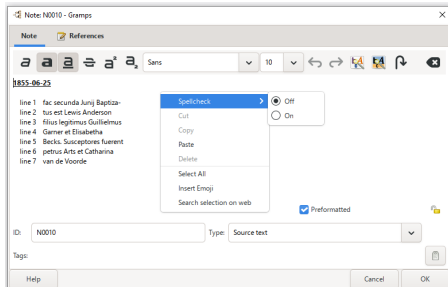 Note: N0010 - Gramps
Note References
Sans 10
1855-06-25
line 1 fac secunda Junij Baptiza-
line 2 tus est Lewis Anderson
line 3 filius legitimus Guillielmus
line 4 Garner et Elisabetha
line 5 Becks. Susceptores fuerent
line 6 petrus Arts et Catharina
line 7 van de Voorde
Spellcheck
Off
On
Cut
Copy
Paste
Delete
Select All
Insert Emoji
Search selection on web
Preformatted
ID: N0010 Type: Source text
Tags:
Help Cancel OK